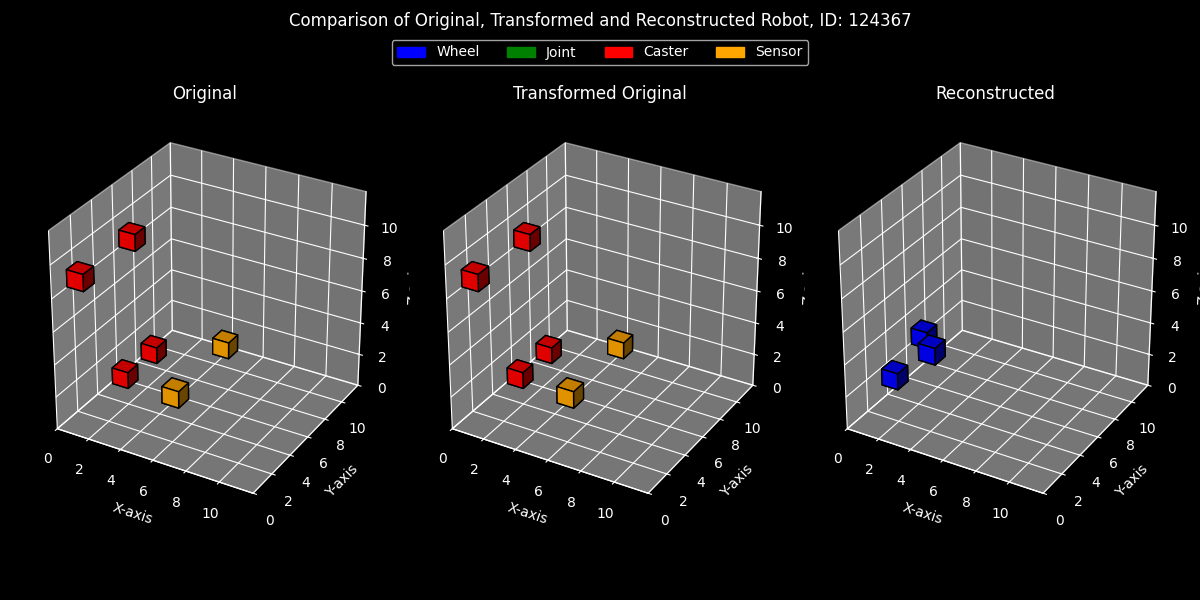 Comparison of Original, Transformed and Reconstructed Robot, ID: 124367
Wheel Joint Caster Sensor
Original Transformed Original Reconstructed
10 10 10
8 8 8
6 6 6
4 4 4
2 2 2
0 0 0
10 10 10
8 8 8
6 6 6
4 4 4
2 2 2
0 0 0
0 2 4 6 8 10 0 2 4 6 8 10 0 2 4 6 8 10
X-axis Y-axis X-axis Y-axis X-axis Y-axis